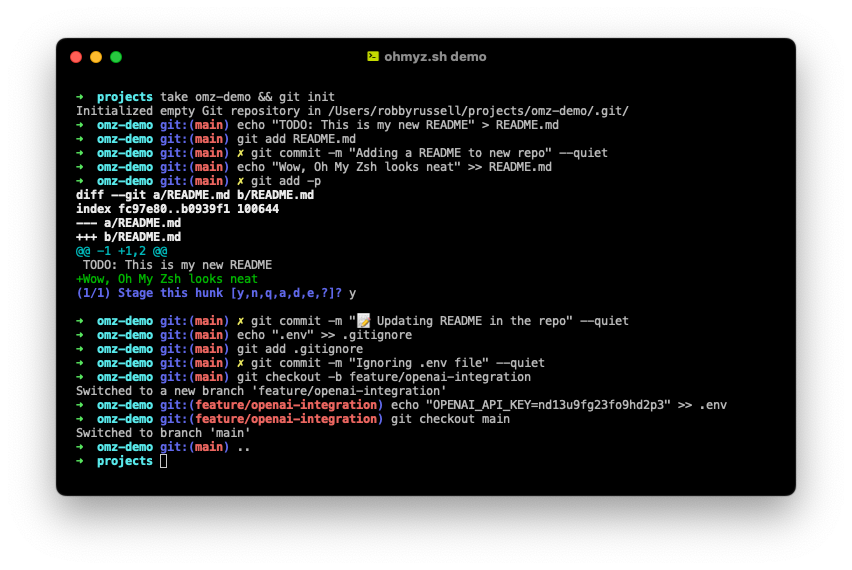 ohmyz.sh demo
➜  projects take omz-demo && git init
Initialized empty Git repository in /Users/robbyrussell/projects/omz-demo/.git/
➜  omz-demo git:(main) echo "TODO: This is my new README" > README.md
➜  omz-demo git:(main) git add README.md
➜  omz-demo git:(main) ✗ git commit -m "Adding a README to new repo" --quiet
➜  omz-demo git:(main) echo "Wow, Oh My Zsh looks neat" >> README.md
➜  omz-demo git:(main) ✗ git add -p
diff --git a/README.md b/README.md
index fc97e80..b0939f1 100644
--- a/README.md
+++ b/README.md
@@ -1 +1,2 @@
 TODO: This is my new README
+Wow, Oh My Zsh looks neat
(1/1) Stage this hunk [y,n,q,a,d,e,?]? y
➜  omz-demo git:(main) ✗ git commit -m "📝 Updating README in the repo" --quiet
➜  omz-demo git:(main) echo ".env" >> .gitignore
➜  omz-demo git:(main) git add .gitignore
➜  omz-demo git:(main) ✗ git commit -m "Ignoring .env file" --quiet
➜  omz-demo git:(main) git checkout -b feature/openai-integration
Switched to a new branch 'feature/openai-integration'
➜  omz-demo git:(feature/openai-integration) echo "OPENAI_API_KEY=nd13u9fg23fo9hd2p3" >> .env
➜  omz-demo git:(feature/openai-integration) git checkout main
Switched to branch 'main'
➜  omz-demo git:(main) ..
➜  projects